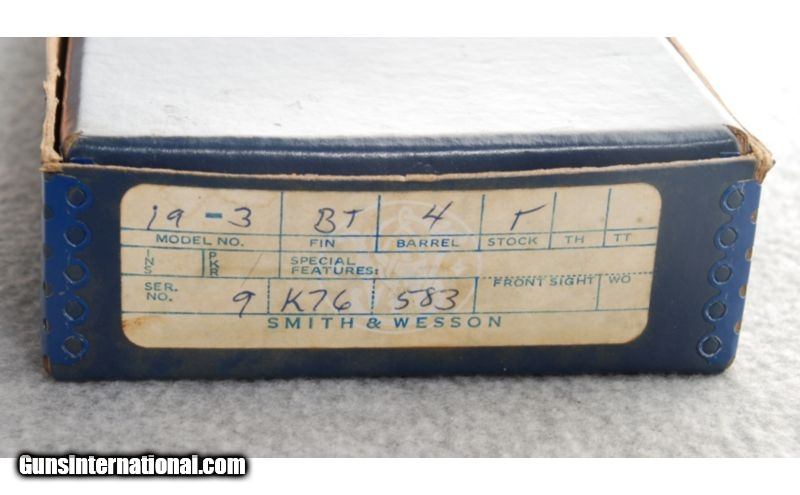 19 - 3 BT 4 T
MODEL NO. FIN BARREL STOCK TH TT
INS PKR SPECIAL FEATURES:
SER. NO. 9 K76 583 FRONT SIGHT WO
SMITH & WESSON
GunsInternational.com